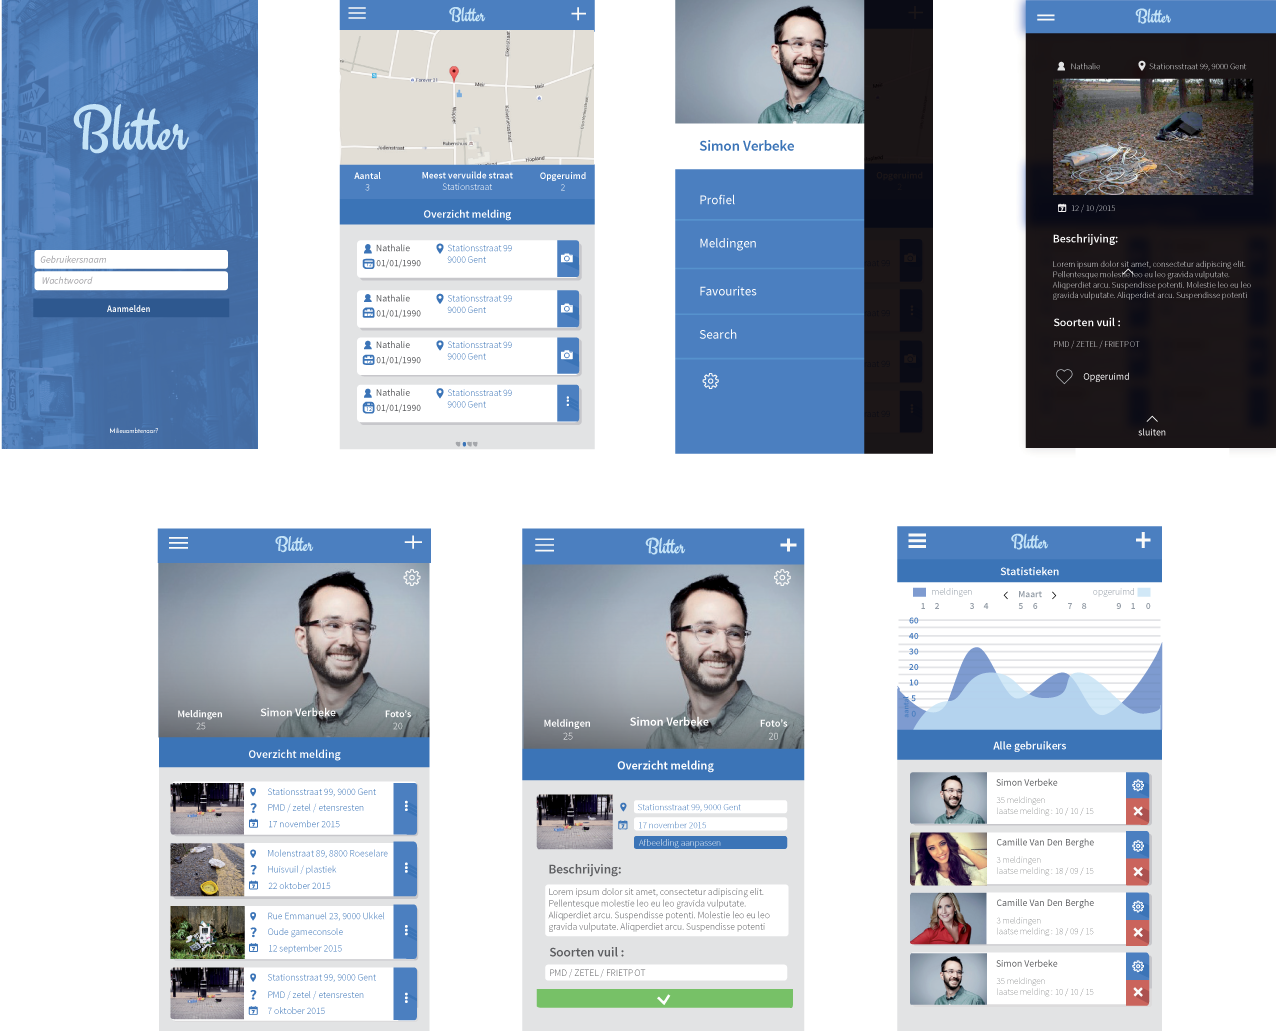 Blitter
Gebruikersnaam
Wachtwoord
Aanmelden
Milieuambtenaar?
Blitter
Aantal
3
Meest vervuilde straat
Stationstraat
Opgeruimd
2
Overzicht melding
Nathalie
01/01/1990
Stationsstraat 99
9000 Gent
Nathalie
01/01/1990
Stationsstraat 99
9000 Gent
Nathalie
01/01/1990
Stationsstraat 99
9000 Gent
Nathalie
01/01/1990
Stationsstraat 99
9000 Gent
Simon Verbeke
Profiel
Meldingen
Favourites
Search
Opgeruimd
Blitter
Nathalie
Stationsstraat 99, 9000 Gent
12 / 10 /2015
Beschrijving:
Lorem ipsum dolor sit amet, consectetur adipiscing elit.
Pellentesque molestie leo eu leo gravida vulputate.
Aliqperdiet arcu. Suspendisse potenti. Molestie leo eu leo
gravida vulputate. Aliqperdiet arcu. Suspendisse potenti
Soorten vuil :
PMD / ZETEL / FRIETPOT
Opgeruimd
sluiten
Blitter
Meldingen
25
Simon Verbeke
Foto's
20
Overzicht melding
Stationsstraat 99, 9000 Gent
PMD / zetel / etensresten
17 november 2015
Molenstraat 89, 8800 Roeselare
Huisvuil / plastiek
22 oktober 2015
Rue Emmanuel 23, 9000 Ukkel
Oude gameconsole
12 september 2015
Stationsstraat 99, 9000 Gent
PMD / zetel / etensresten
7 oktober 2015
Blitter
Meldingen
25
Simon Verbeke
Foto's
20
Overzicht melding
Stationsstraat 99, 9000 Gent
17 november 2015
Afbeelding aanpassen
Beschrijving:
Lorem ipsum dolor sit amet, consectetur adipiscing elit.
Pellentesque molestie leo eu leo gravida vulputate.
Aliqperdiet arcu. Suspendisse potenti. Molestie leo eu leo
gravida vulputate. Aliqperdiet arcu. Suspendisse potenti
Soorten vuil :
PMD / ZETEL / FRIETPOT
Blitter
Statistieken
meldingen
Maart
opgeruimd
1 2 3 4 5 6 7 8 9 1 0
60
40
30
20
10
5
0
Alle gebruikers
Simon Verbeke
35 meldingen
laatse melding : 10 / 10 / 15
Camille Van Den Berghe
3 meldingen
laatse melding : 18 / 09 / 15
Camille Van Den Berghe
3 meldingen
laatse melding : 18 / 09 / 15
Simon Verbeke
35 meldingen
laatse melding : 10 / 10 / 15